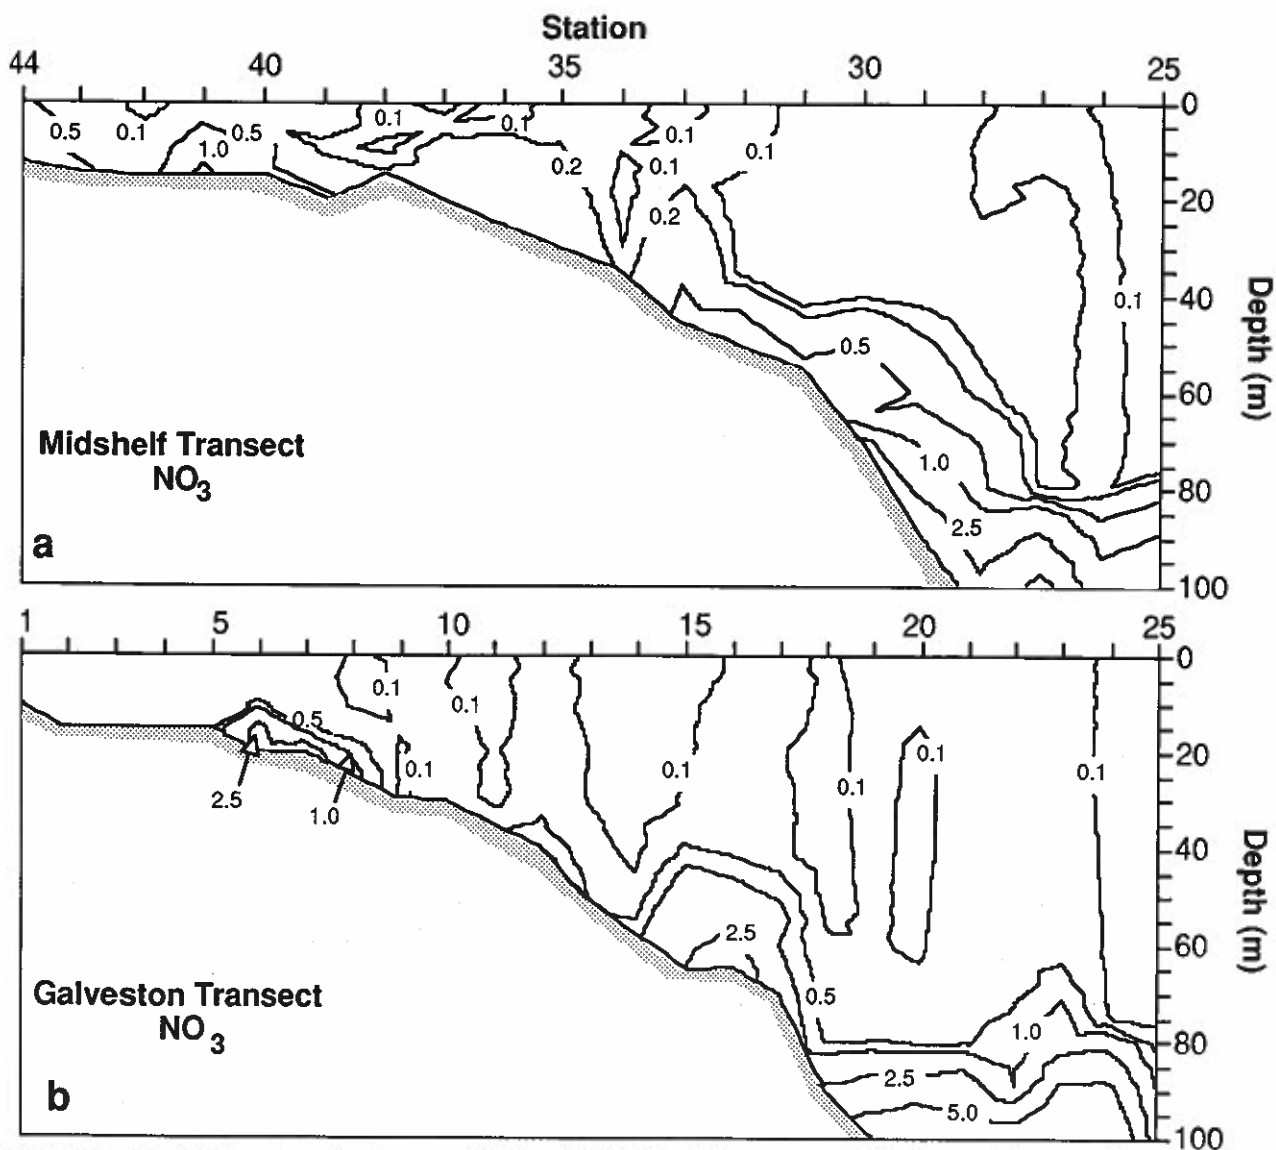 Station
44 40 35 30 25
0.5 0.1 0.5 0.1 0.1 0.1 0
1.0 0.2 0.1 0.1
20
0.2
0.1 40
0.5
Depth (m)
60
Midshelf Transect
NO3
1.0
80
2.5
a
100
1 5 10 15 20 25
0
0.1
0.1
0.5
0.1 0.1 0.1 0.1 0.1 20
2.5
1.0
40
Depth (m)
2.5 60
0.5
Galveston Transect
NO3
1.0
80
2.5
b
5.0
100